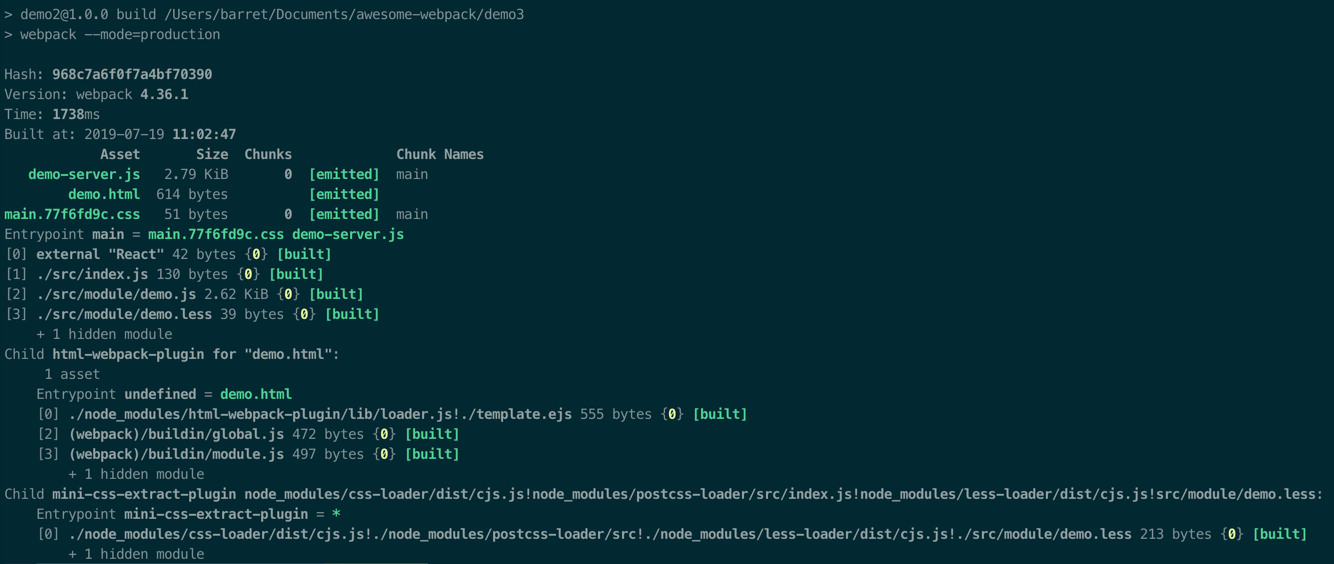 > demo2@1.0.0 build /Users/barret/Documents/awesome-webpack/demo3
> webpack --mode=production
Hash: 968c7a6f0f7a4bf70390
Version: webpack 4.36.1
Time: 1738ms
Built at: 2019-07-19 11:02:47
Asset Size Chunks Chunk Names
demo-server.js 2.79 KiB 0 [emitted] main
demo.html 614 bytes [emitted]
main.77f6fd9c.css 51 bytes 0 [emitted] main
Entrypoint main = main.77f6fd9c.css demo-server.js
[0] external "React" 42 bytes {0} [built]
[1] ./src/index.js 130 bytes {0} [built]
[2] ./src/module/demo.js 2.62 KiB {0} [built]
[3] ./src/module/demo.less 39 bytes {0} [built]
+ 1 hidden module
Child html-webpack-plugin for "demo.html":
1 asset
Entrypoint undefined = demo.html
[0] ./node_modules/html-webpack-plugin/lib/loader.js!./template.ejs 555 bytes {0} [built]
[2] (webpack)/buildin/global.js 472 bytes {0} [built]
[3] (webpack)/buildin/module.js 497 bytes {0} [built]
+ 1 hidden module
Child mini-css-extract-plugin node_modules/css-loader/dist/cjs.js!node_modules/postcss-loader/src/index.js!node_modules/less-loader/dist/cjs.js!src/module/demo.less:
Entrypoint mini-css-extract-plugin = *
[0] ./node_modules/css-loader/dist/cjs.js!./node_modules/postcss-loader/src!./node_modules/less-loader/dist/cjs.js!./src/module/demo.less 213 bytes {0} [built]
+ 1 hidden module